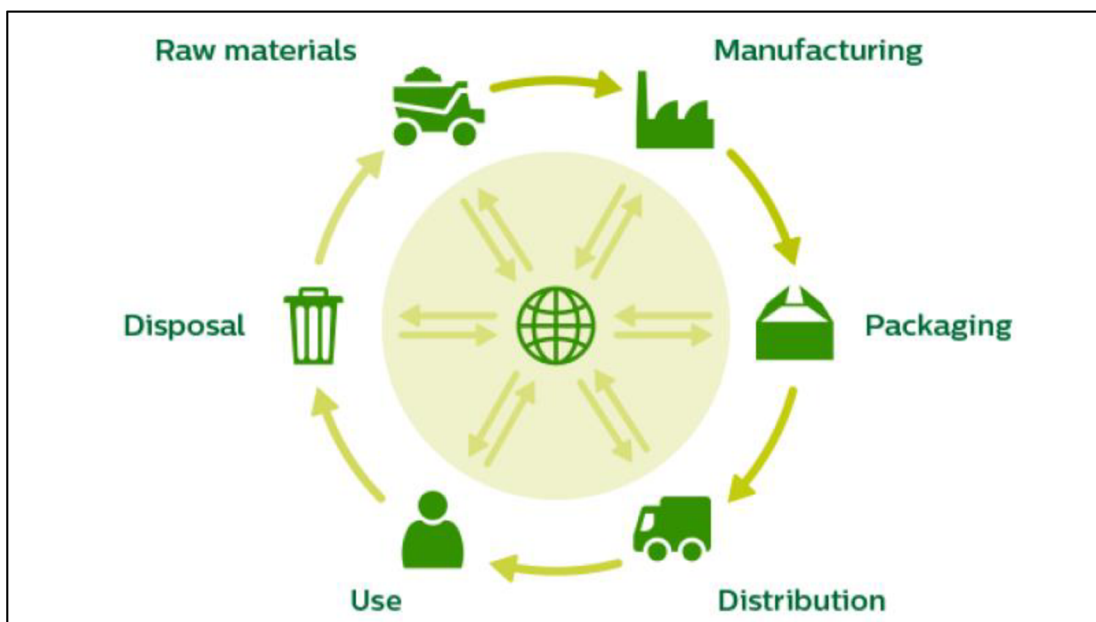 Raw materials
Manufacturing
Disposal
Packaging
Use
Distribution